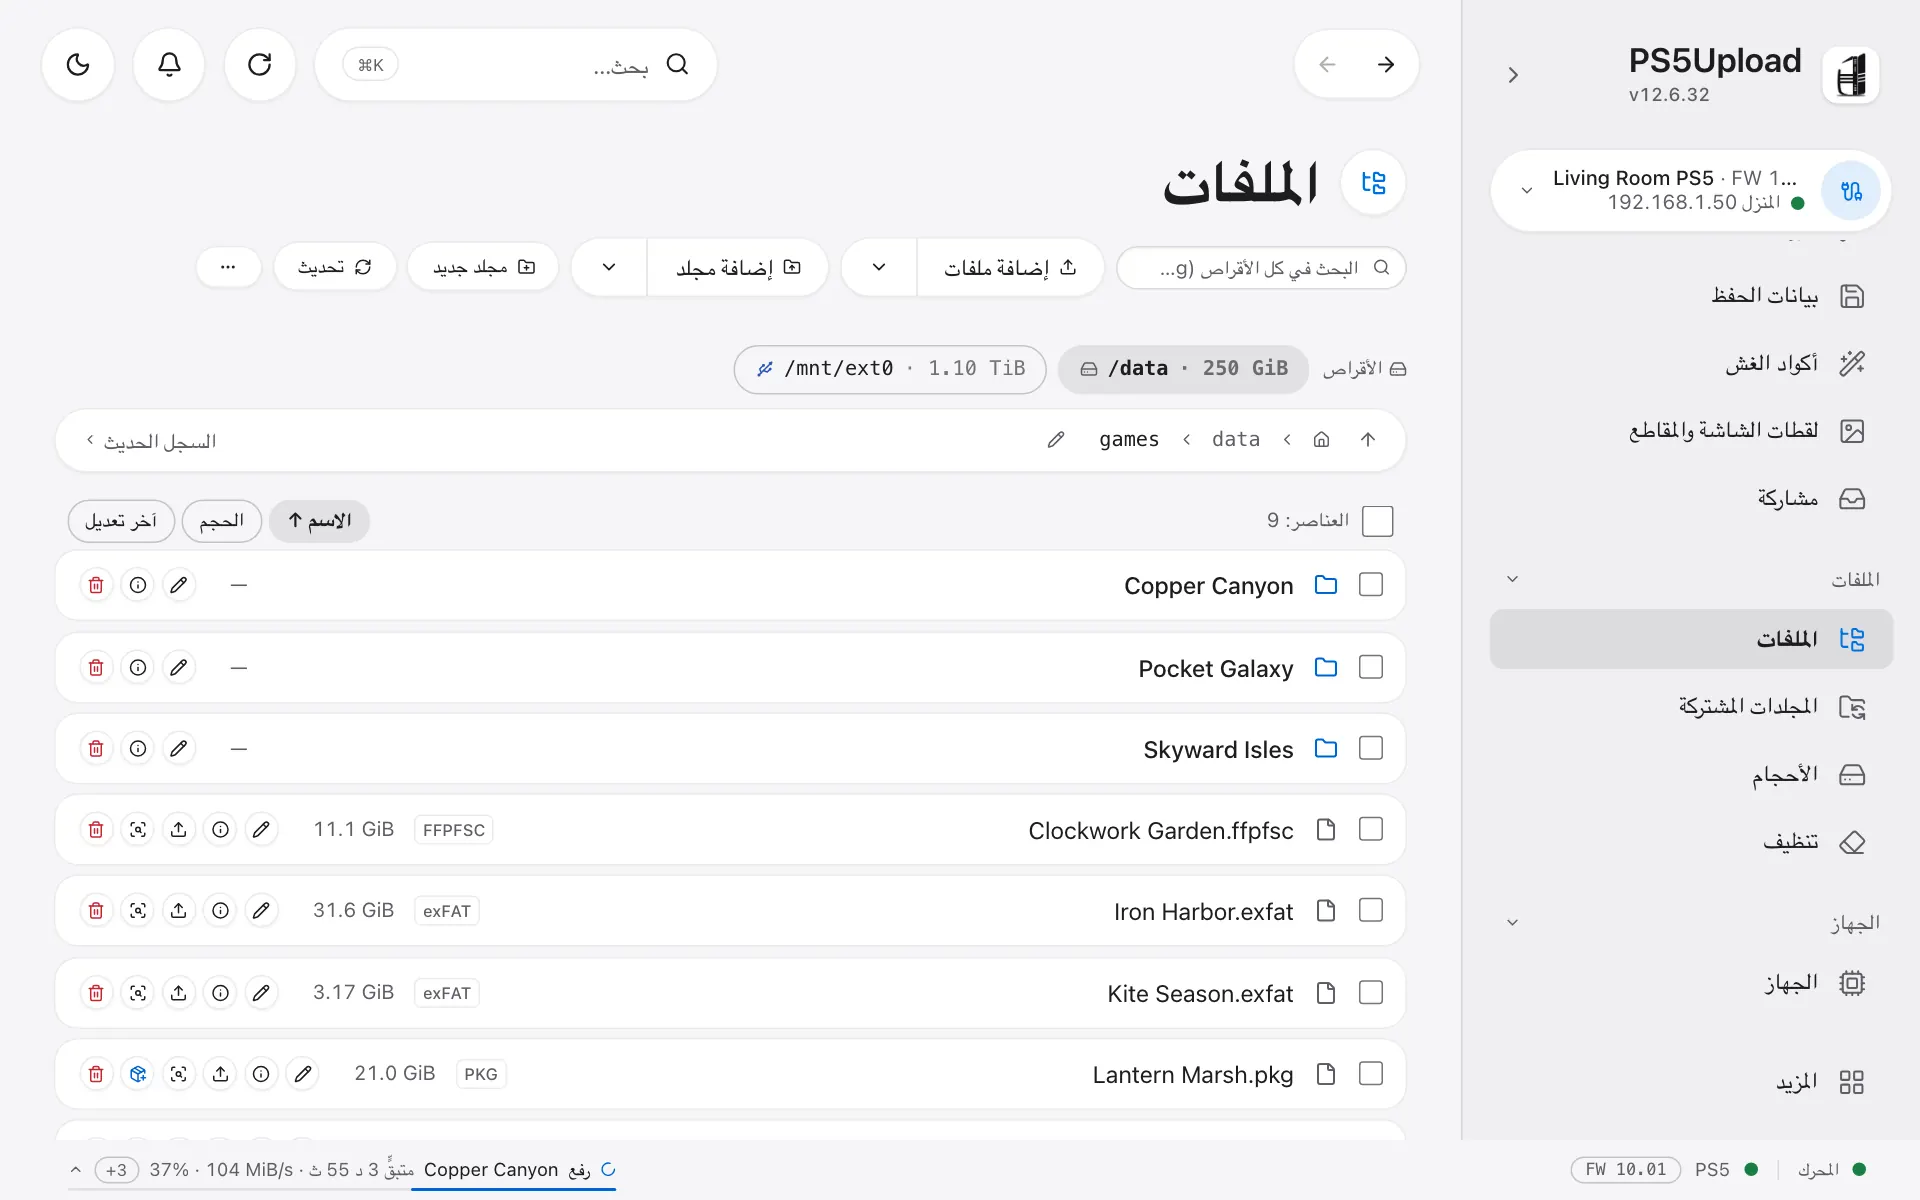 PS5Upload
v12.6.32
Living Room PS5 · FW 1...
المنزل 192.168.1.50
بيانات الحفظ
أكواد الغش
لقطات الشاشة والمقاطع
مشاركة
الملفات
الملفات
المجلدات المشتركة
الأحجام
تنظيف
الجهاز
الجهاز
المزيد
المحرك
PS5
FW 10.01
بحث...
⌘K
الملفات
البحث في كل الأقراص (g...
إضافة ملفات
إضافة مجلد
مجلد جديد
تحديث
الأقراص
/data · 250 GiB
/mnt/ext0 · 1.10 TiB
data
games
السجل الحديث
العناصر: 9
الاسم ↑
الحجم
آخر تعديل
Copper Canyon
—
Pocket Galaxy
—
Skyward Isles
—
Clockwork Garden.ffpfsc
FFPFSC
11.1 GiB
Iron Harbor.exfat
exFAT
31.6 GiB
Kite Season.exfat
exFAT
3.17 GiB
Lantern Marsh.pkg
PKG
21.0 GiB
رفع Copper Canyon
37% · 104 MiB/s · متبقٍّ 3 د 55 ث
+3